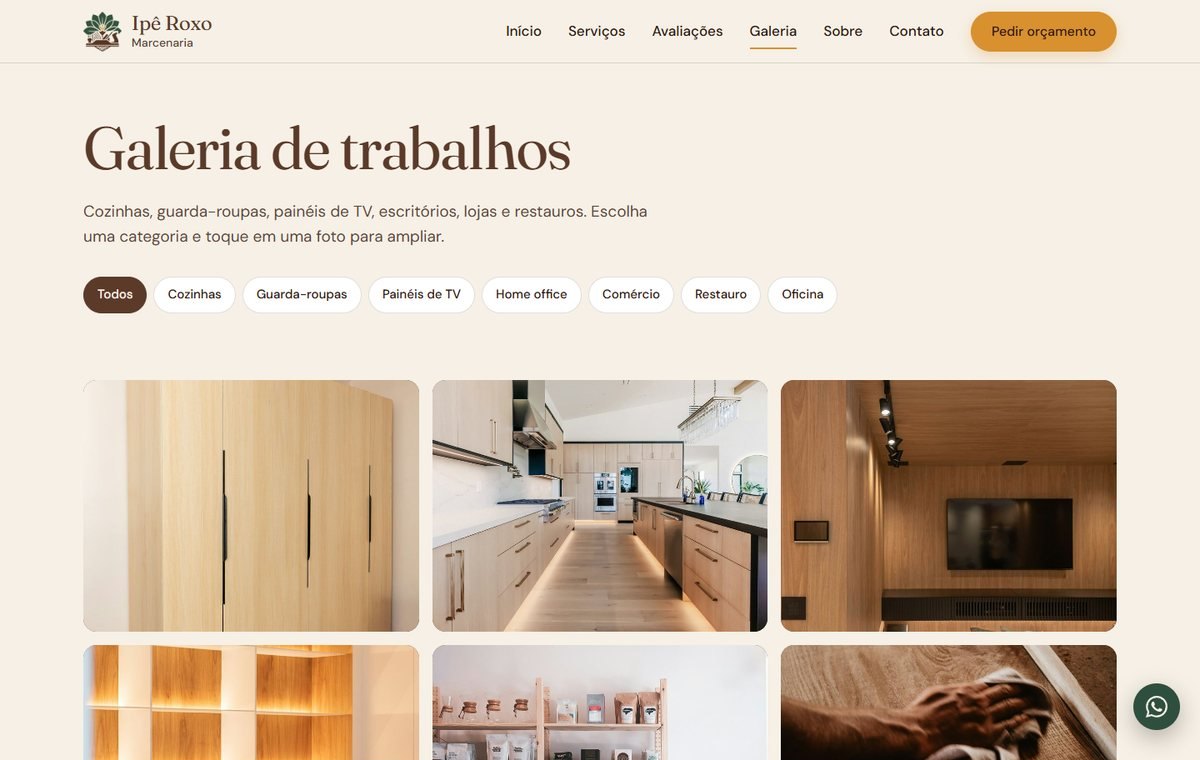 Ipê Roxo
Marcenaria
Início
Serviços
Avaliações
Galeria
Sobre
Contato
Pedir orçamento
Galeria de trabalhos
Cozinhas, guarda-roupas, painéis de TV, escritórios, lojas e restauros. Escolha
uma categoria e toque em uma foto para ampliar.
Todos
Cozinhas
Guarda-roupas
Painéis de TV
Home office
Comércio
Restauro
Oficina